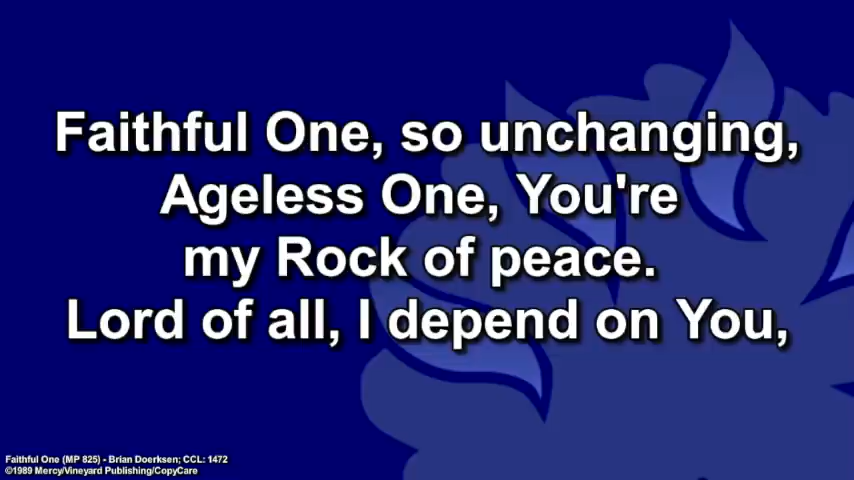 Faithful One, so unchanging,
Ageless One, You're
my Rock of peace.
Lord of all, I depend on You,
Faithful One (MP 825) - Brian Doerksen; CCL: 1472
©1989 Mercy/Vineyard Publishing/CopyCare